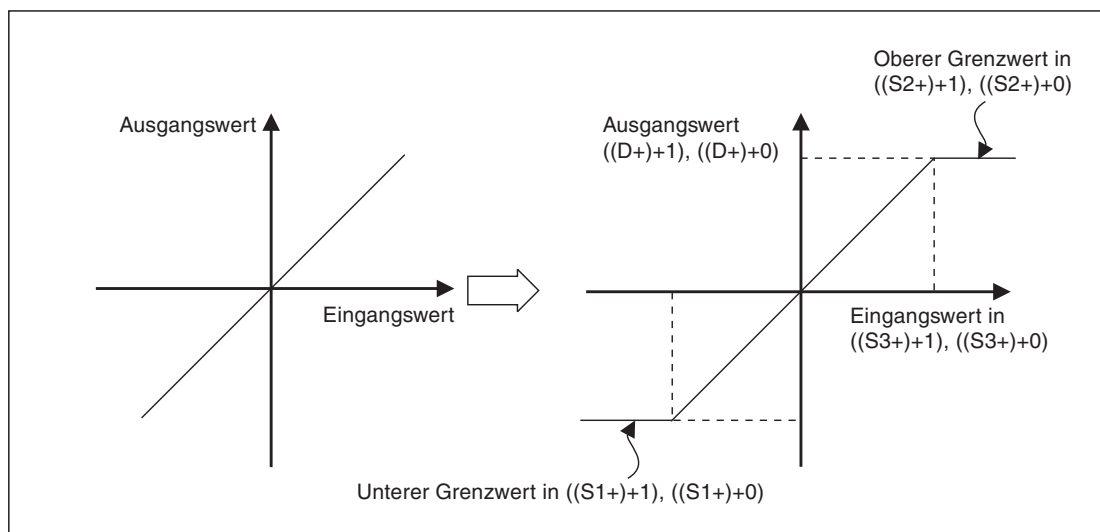 Ausgangswert
Eingangswert
Oberer Grenzwert in
((S2+)+1), ((S2+)+0)
Ausgangswert
((D+)+1), ((D+)+0)
Eingangswert in
((S3+)+1), ((S3+)+0)
Unterer Grenzwert in ((S1+)+1), ((S1+)+0)